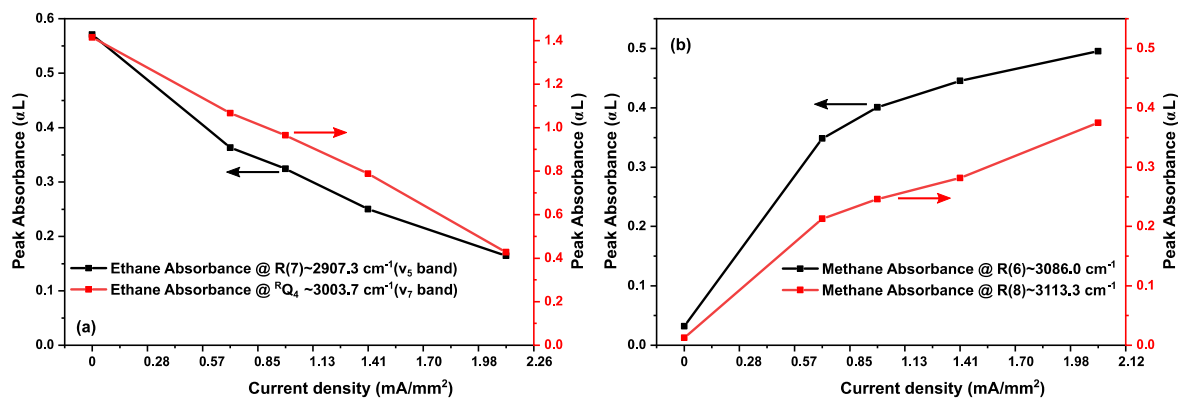 0.6
0.5
0.4
0.3
0.2
0.1
0.0
Peak Absorbance (αL)
1.4
1.2
1.0
0.8
0.6
0.4
0.2
0.0
Peak Absorbance (αL)
Ethane Absorbance @ R(7)~2907.3 cm⁻¹(ν₅ band)
Ethane Absorbance @ ᴿQ₄ ~3003.7 cm⁻¹(ν₇ band)
(a)
0 0.28 0.57 0.85 1.13 1.41 1.70 1.98 2.26
Current density (mA/mm²)
(b)
0.5
0.4
0.3
0.2
0.1
0.0
Peak Absorbance (αL)
0.5
0.4
0.3
0.2
0.1
0.0
Peak Absorbance (αL)
Methane Absorbance @ R(6)~3086.0 cm⁻¹
Methane Absorbance @ R(8)~3113.3 cm⁻¹
0 0.28 0.57 0.85 1.13 1.41 1.70 1.98 2.12
Current density (mA/mm²)